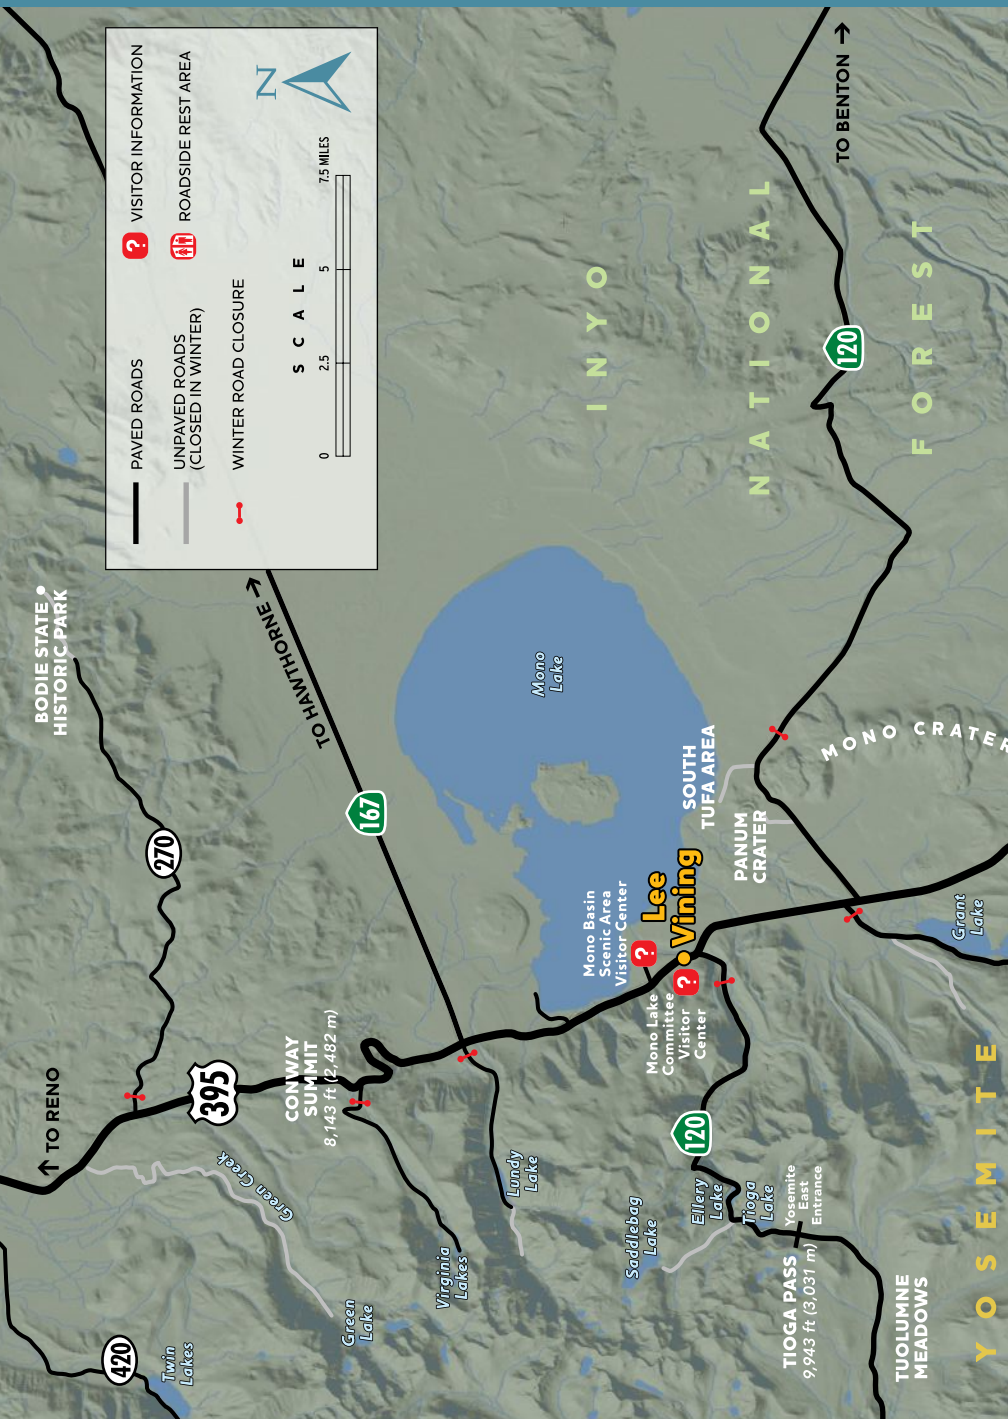 VISITOR INFORMATION
ROADSIDE REST AREA
N
PAVED ROADS
UNPAVED ROADS
(CLOSED IN WINTER)
WINTER ROAD CLOSURE
SCALE
0
2.5
5
7.5 MILES
BODIE STATE
HISTORIC PARK
270
TO RENO
395
420
Twin
Lakes
Green Creek
Green
Lake
CONWAY
SUMMIT
8,143 ft (2,482 m)
Virginia
Lakes
Lundy
Lake
TO HAWTHORNE
167
Mono
Lake
Mono Basin
Scenic Area
Visitor Center
?
Lee
Vining
?
Mono Lake
Committee
Visitor
Center
SOUTH
TUFA AREA
PANUM
CRATER
MONO CRATER
Grant
Lake
120
Saddlebag
Lake
Ellery
Lake
Tioga
Lake
Yosemite
East
Entrance
TIOGA PASS
9,943 ft (3,031 m)
TUOLUMNE
MEADOWS
YOSEMITE
INYO
NATIONAL
FOREST
120
TO BENTON